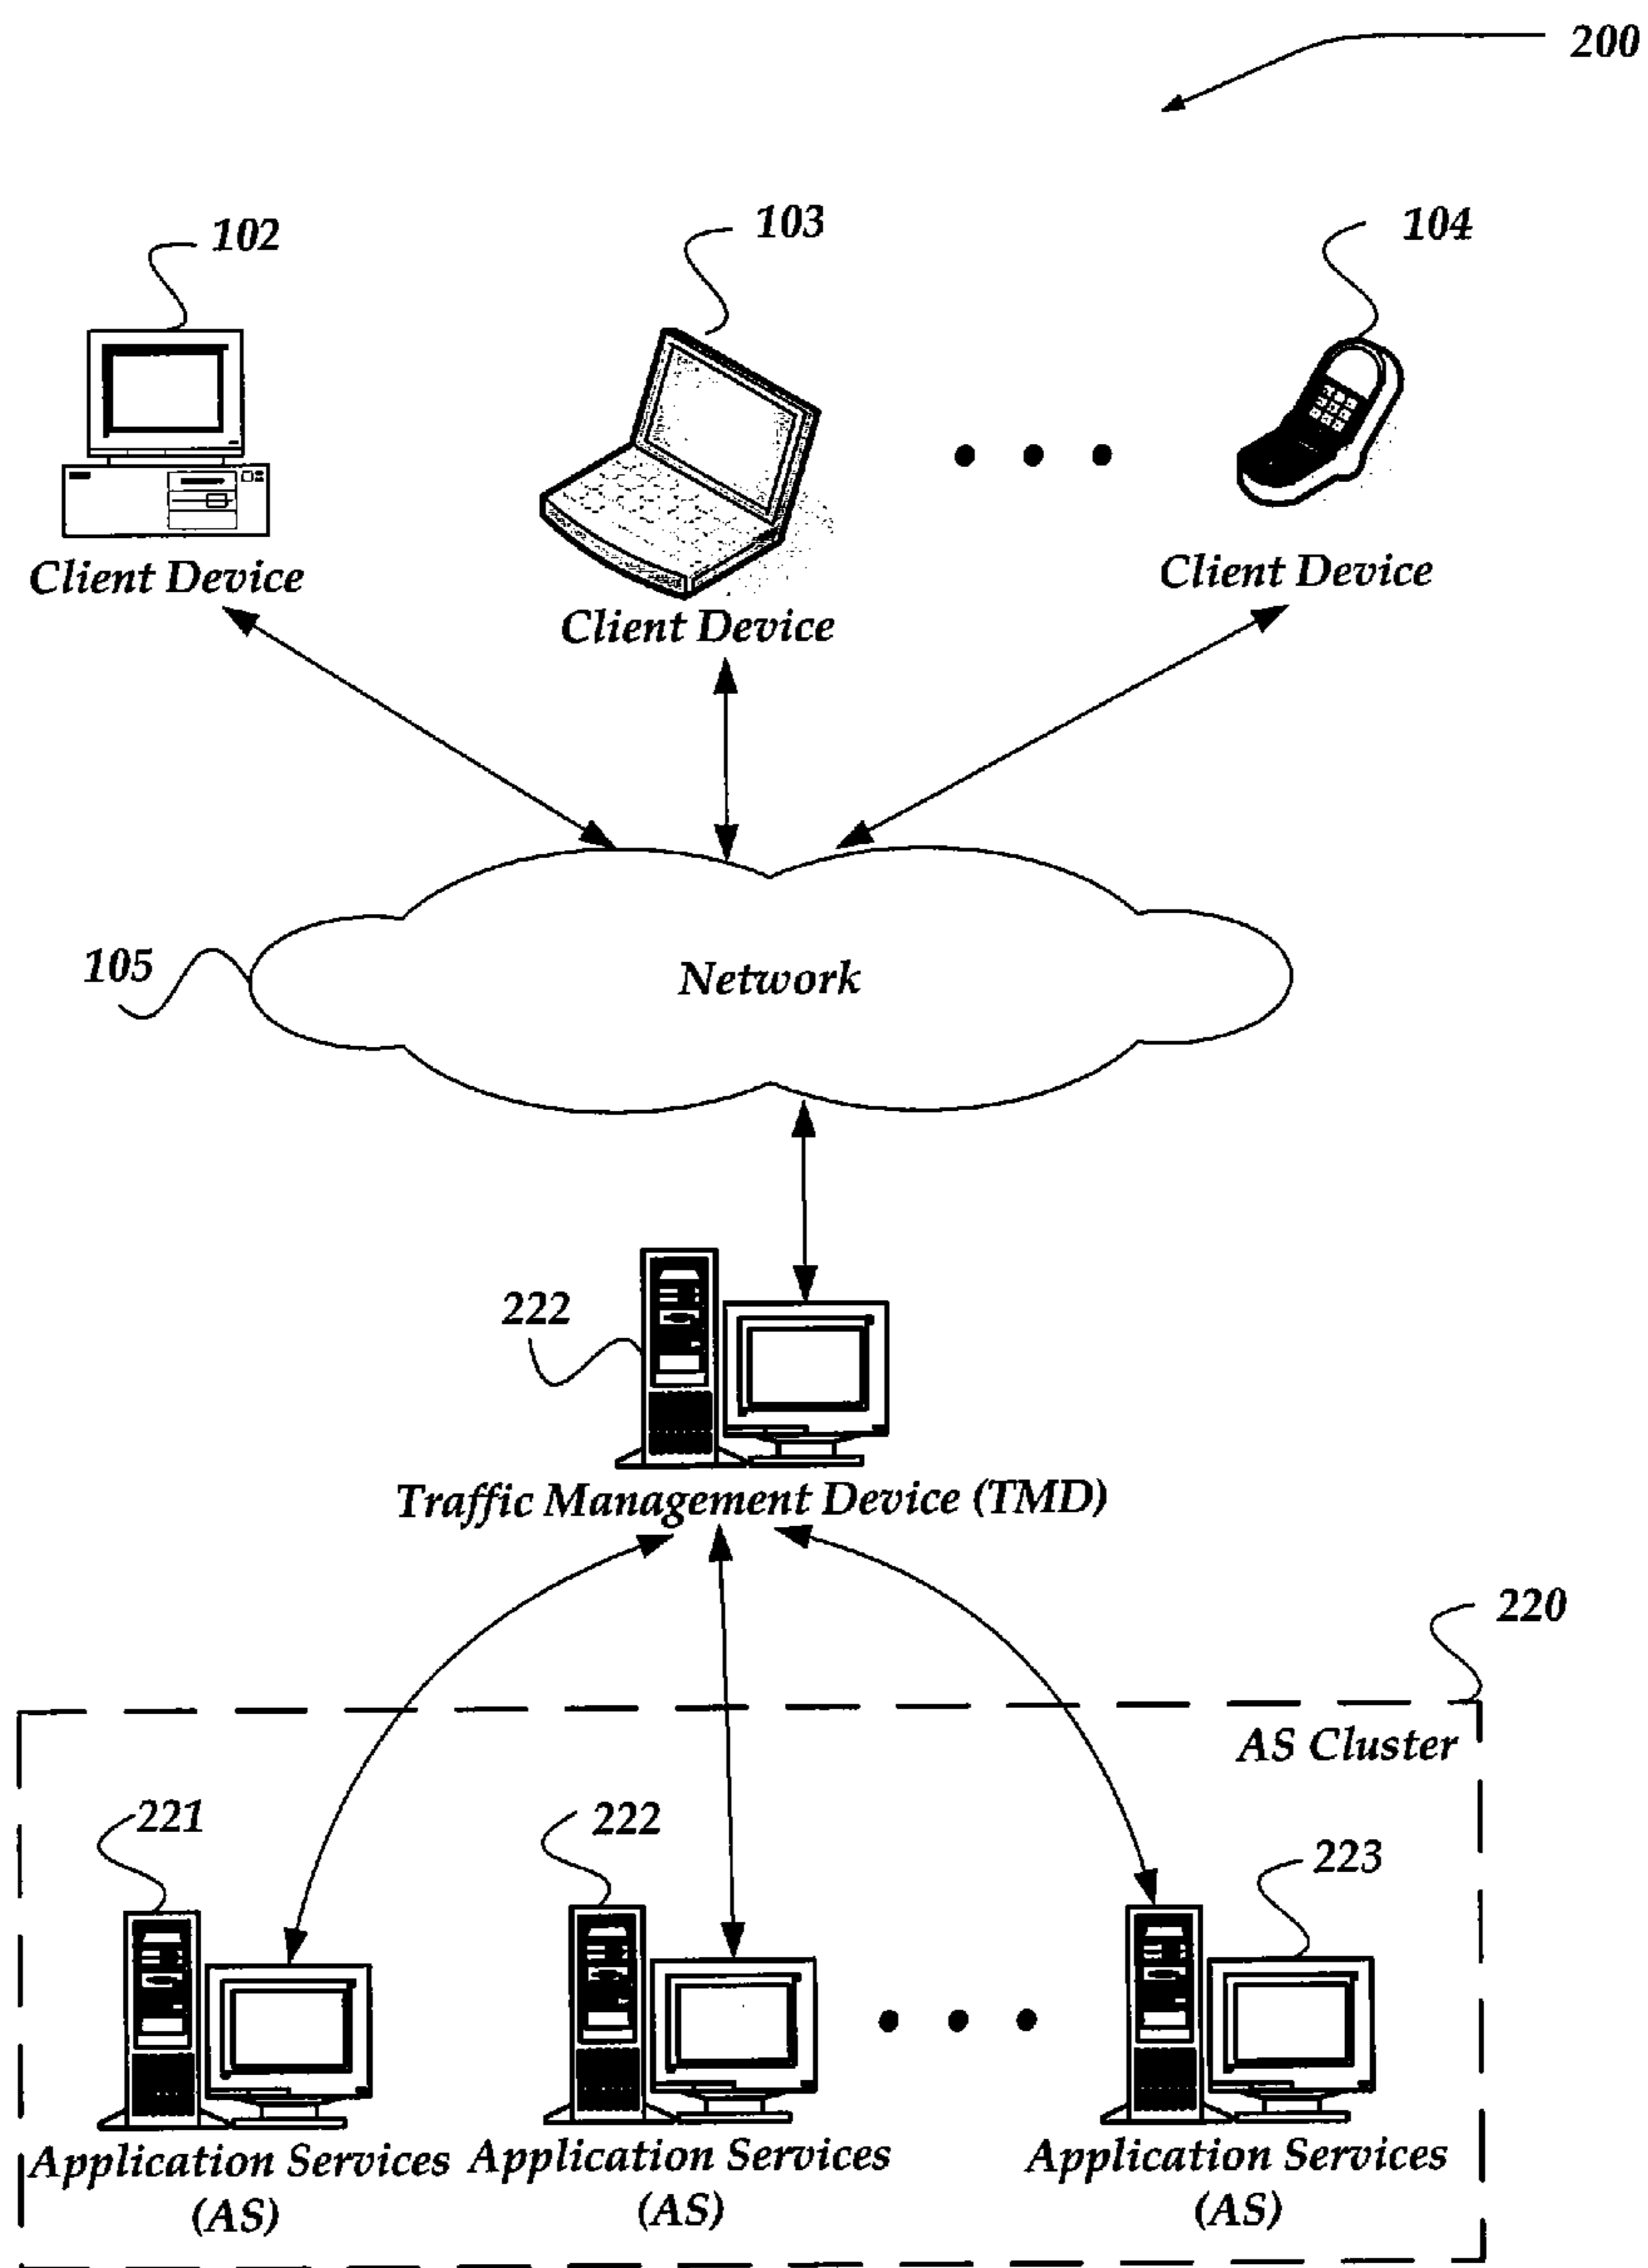 200
102
103
104
Client Device
Client Device
Client Device
105
Network
222
Traffic Management Device (TMD)
220
AS Cluster
221
222
223
Application Services
(AS)
Application Services
(AS)
Application Services
(AS)